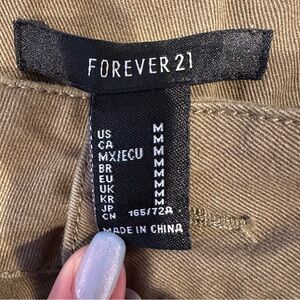 FOREVER 21
US M
CA M
MX/ECU M
BR M
EU M
UK M
KR M
JP M
CN 165/72A
MADE IN CHINA